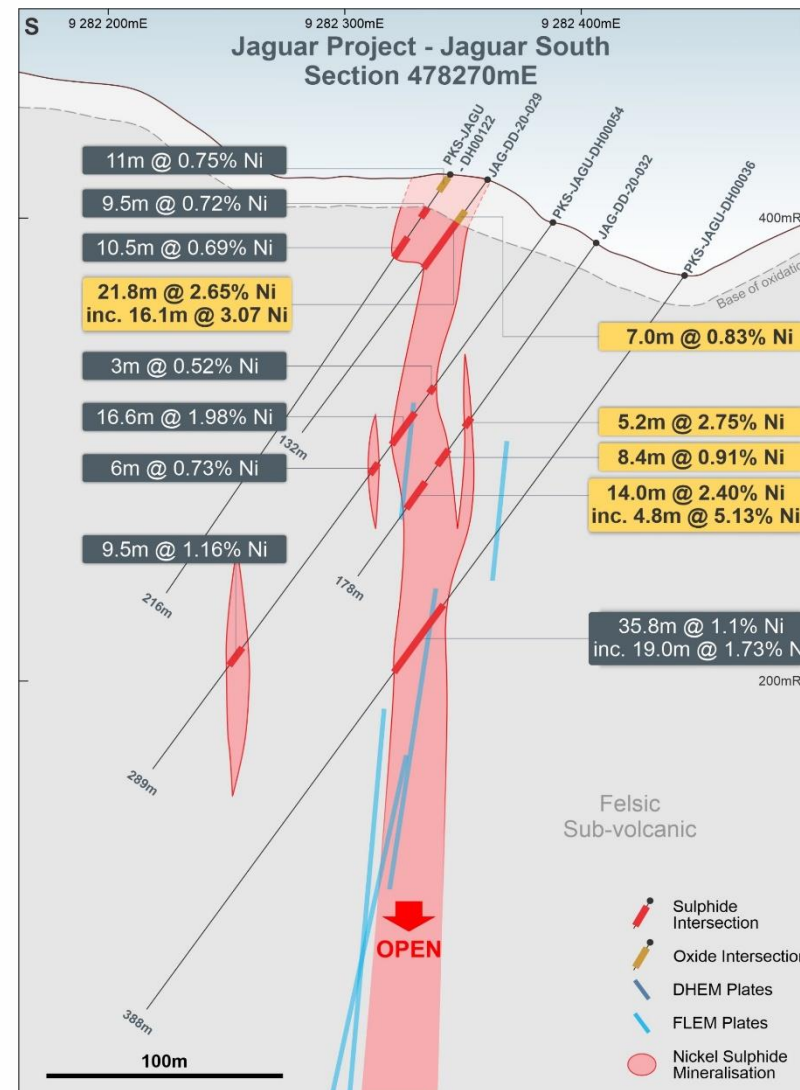 S
9 282 200mE
9 282 300mE
9 282 400mE
Jaguar Project - Jaguar South
Section 478270mE
PKS-JAGU
- DH00122
JAG-DD-20-029
PKS-JAGU-DH00054
JAG-DD-20-032
PKS-JAGU-DH00036
11m @ 0.75% Ni
9.5m @ 0.72% Ni
10.5m @ 0.69% Ni
21.8m @ 2.65% Ni
inc. 16.1m @ 3.07 Ni
3m @ 0.52% Ni
16.6m @ 1.98% Ni
6m @ 0.73% Ni
9.5m @ 1.16% Ni
400mR
Base of oxidation
7.0m @ 0.83% Ni
5.2m @ 2.75% Ni
8.4m @ 0.91% Ni
14.0m @ 2.40% Ni
inc. 4.8m @ 5.13% Ni
35.8m @ 1.1% Ni
inc. 19.0m @ 1.73% N
200mR
132m
178m
216m
289m
388m
Felsic
Sub-volcanic
OPEN
100m
Sulphide
Intersection
Oxide Intersection
DHEM Plates
FLEM Plates
Nickel Sulphide
Mineralisation